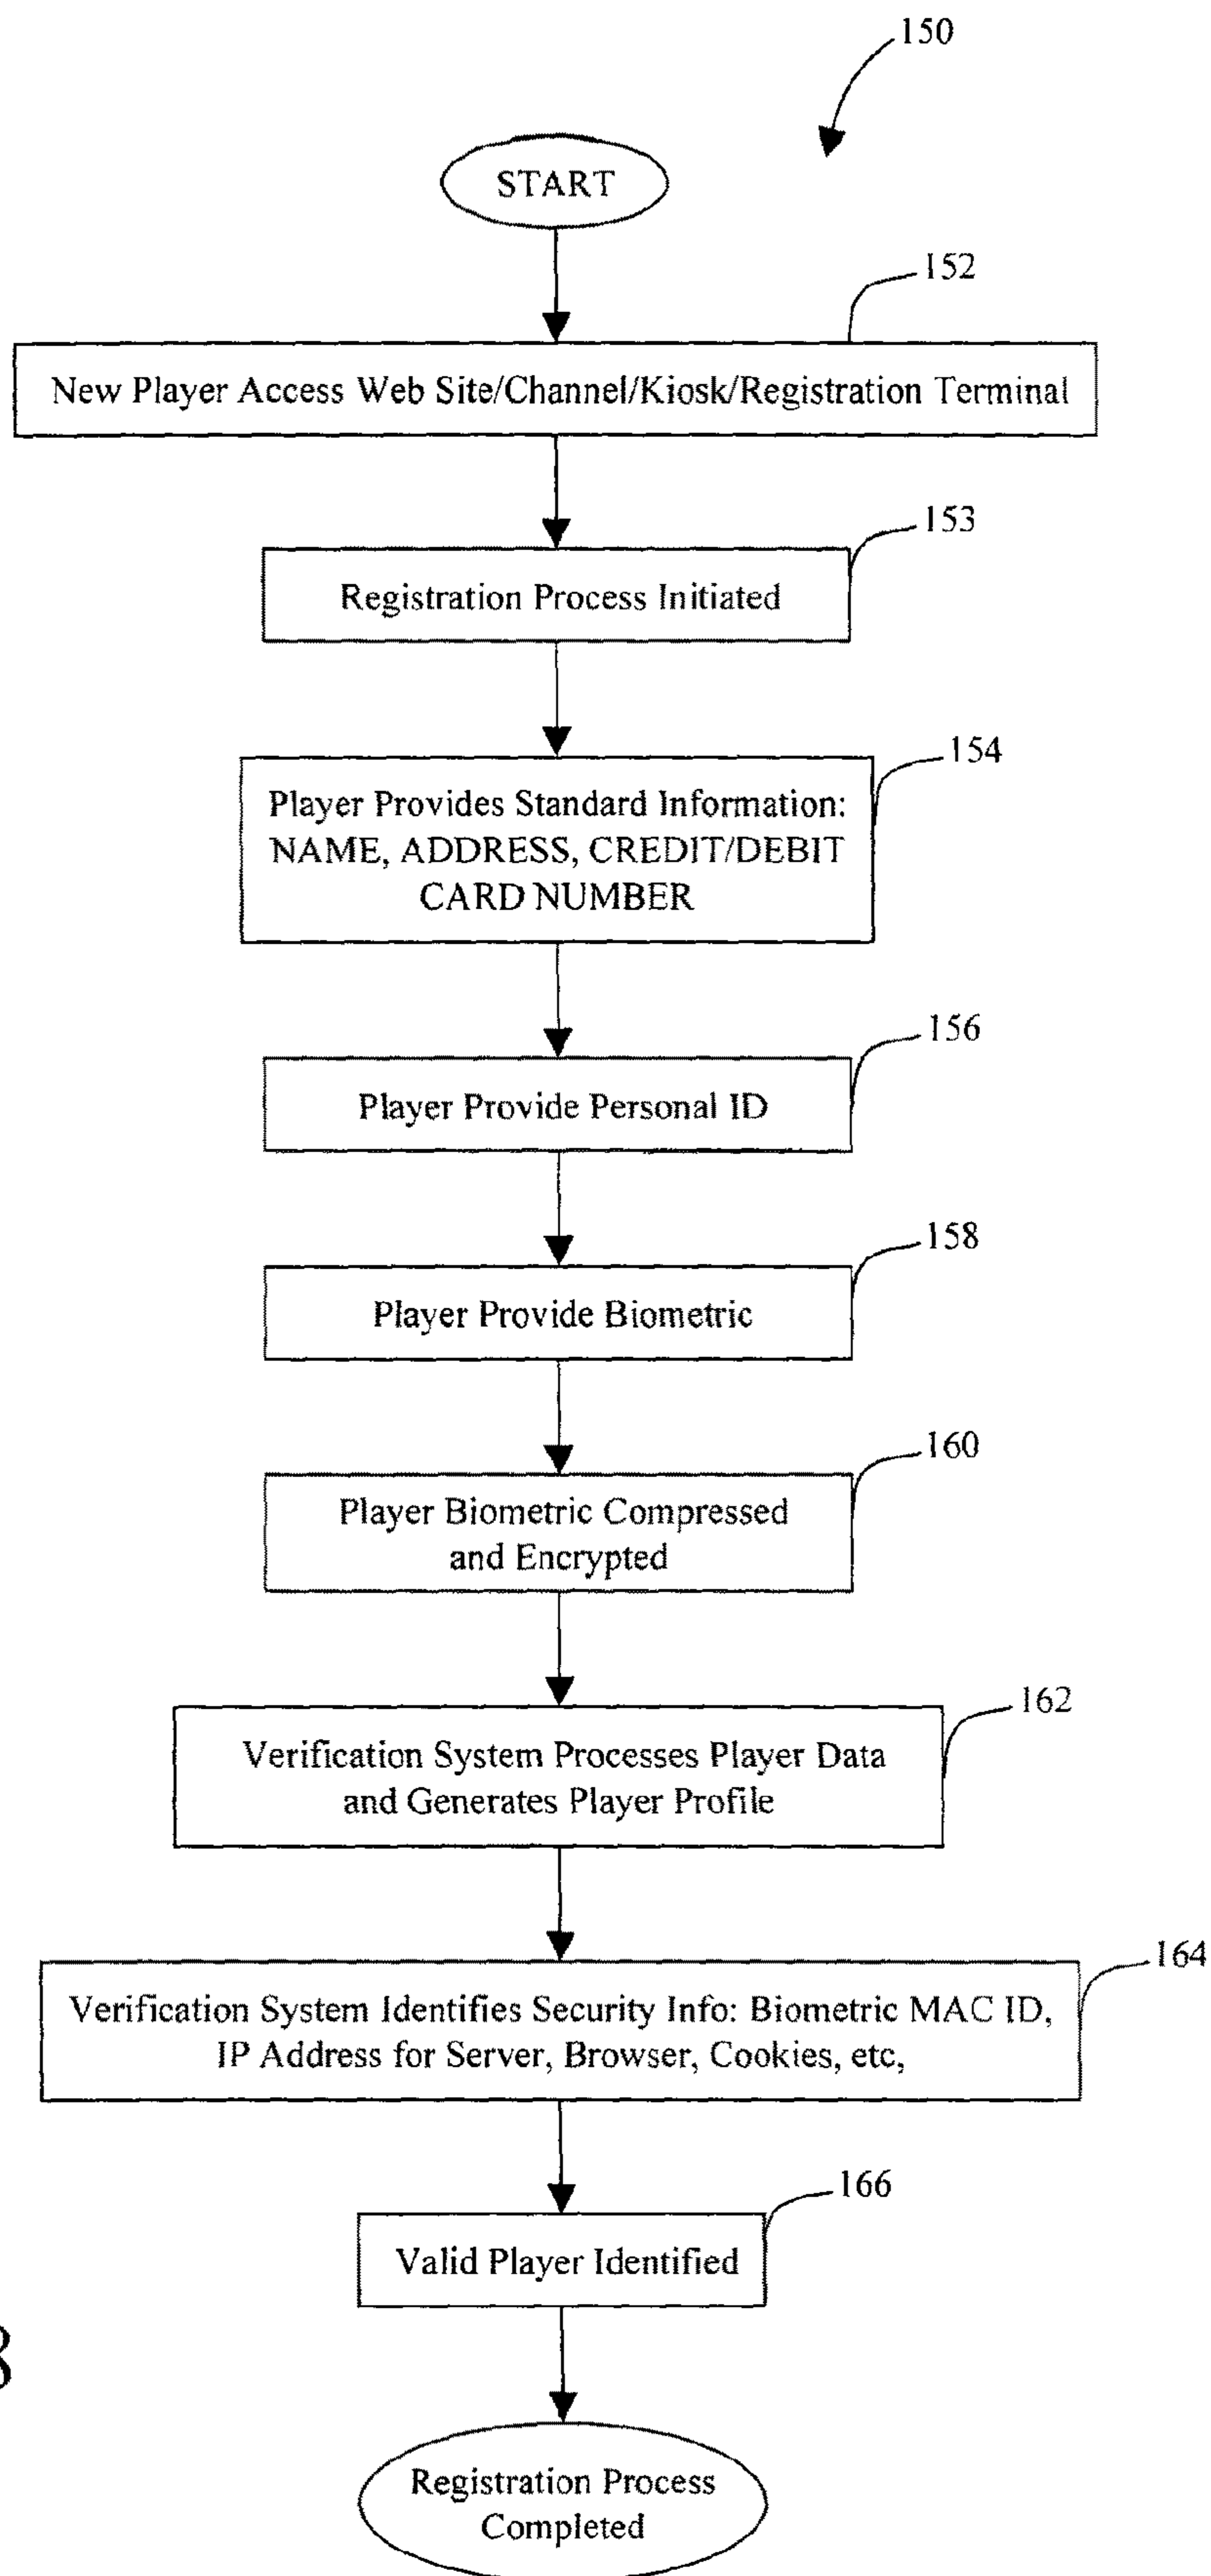 150
START
152
New Player Access Web Site/Channel/Kiosk/Registration Terminal
153
Registration Process Initiated
154
Player Provides Standard Information:
NAME, ADDRESS, CREDIT/DEBIT
CARD NUMBER
156
Player Provide Personal ID
158
Player Provide Biometric
160
Player Biometric Compressed
and Encrypted
162
Verification System Processes Player Data
and Generates Player Profile
164
Verification System Identifies Security Info: Biometric MAC ID,
IP Address for Server, Browser, Cookies, etc,
166
Valid Player Identified
Registration Process
Completed